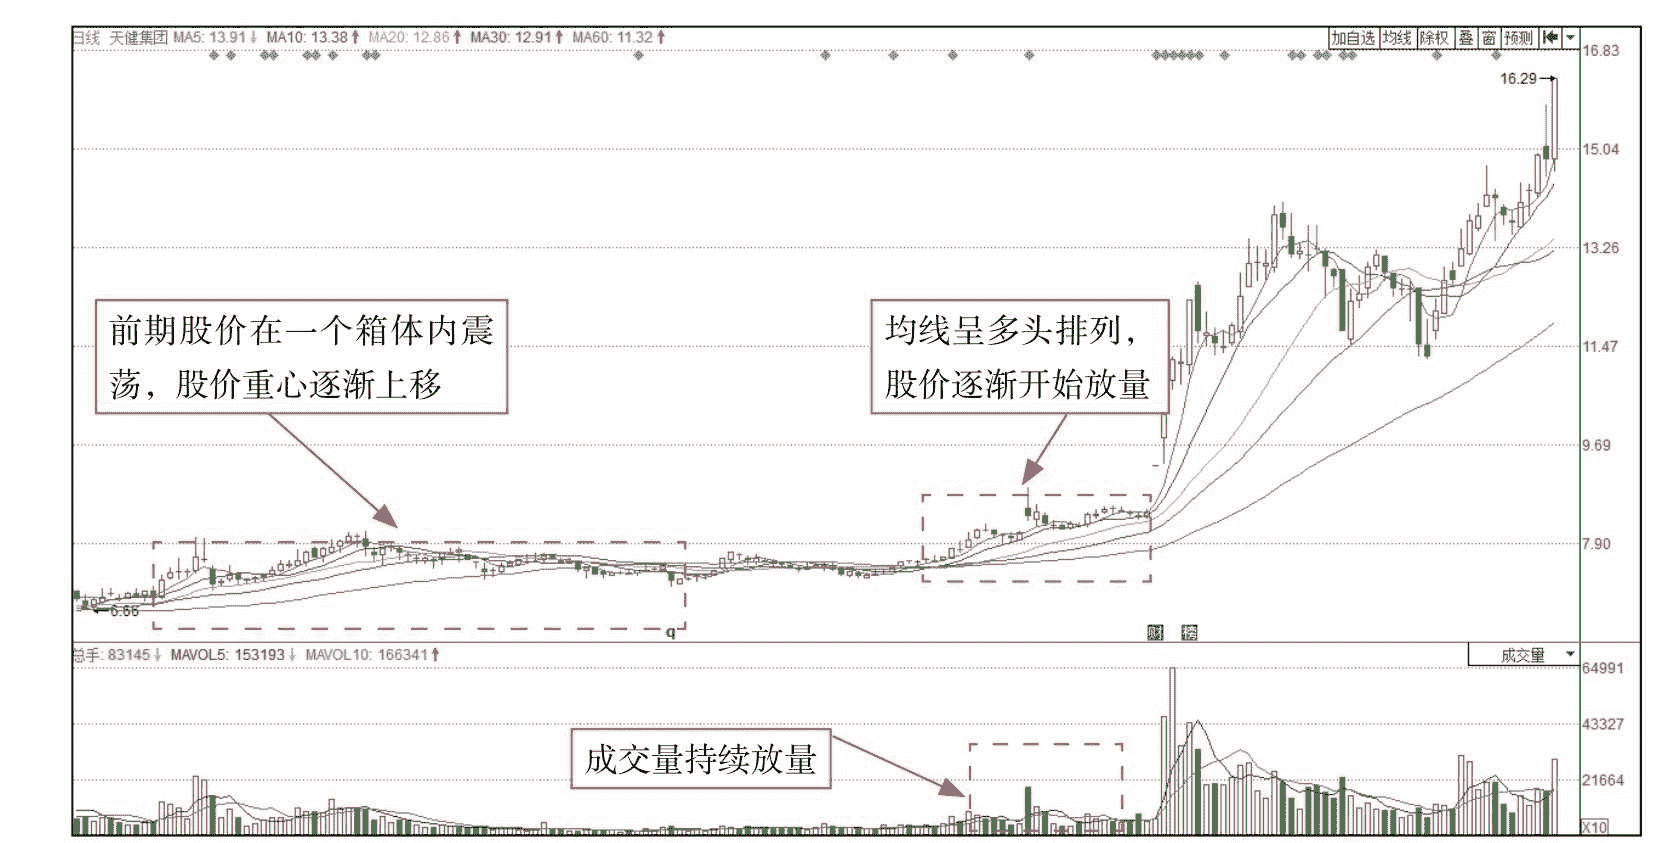 日线 天健集团 MA5: 13.91↓ MA10: 13.38↑ MA20: 12.86↑ MA30: 12.91↑ MA60: 11.32↑
加自选 均线 除权 叠 窗 预测
16.83
16.29
15.04
13.26
前期股价在一个箱体内震
荡，股价重心逐渐上移
均线呈多头排列，
股价逐渐开始放量
11.47
9.69
7.90
6.66
q
财 榜
总手: 83145↓ MAVOL5: 153193↓ MAVOL10: 166341↑
成交量
64991
43327
成交量持续放量
21664
X10